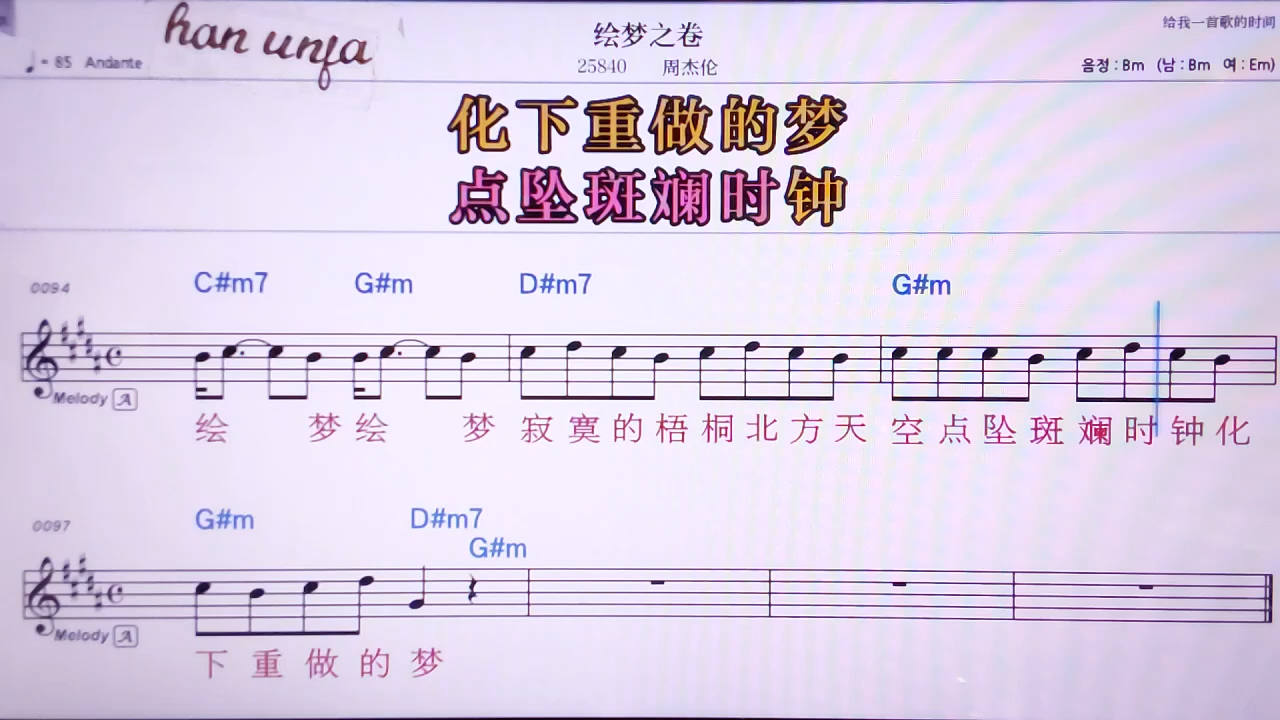 han unfa
绘梦之卷
给我一首歌的时间
= 85 Andante
25840 周杰伦
음정 : Bm (남 : Bm 여 : Em)
化下重做的梦
点坠斑斓时钟
0094 C#m7 G#m D#m7 G#m
Melody A
绘 梦 绘 梦 寂 寞 的 梧 桐 北 方 天 空 点 坠 斑 斓 时 钟 化
0097 G#m D#m7
G#m
Melody A
下 重 做 的 梦